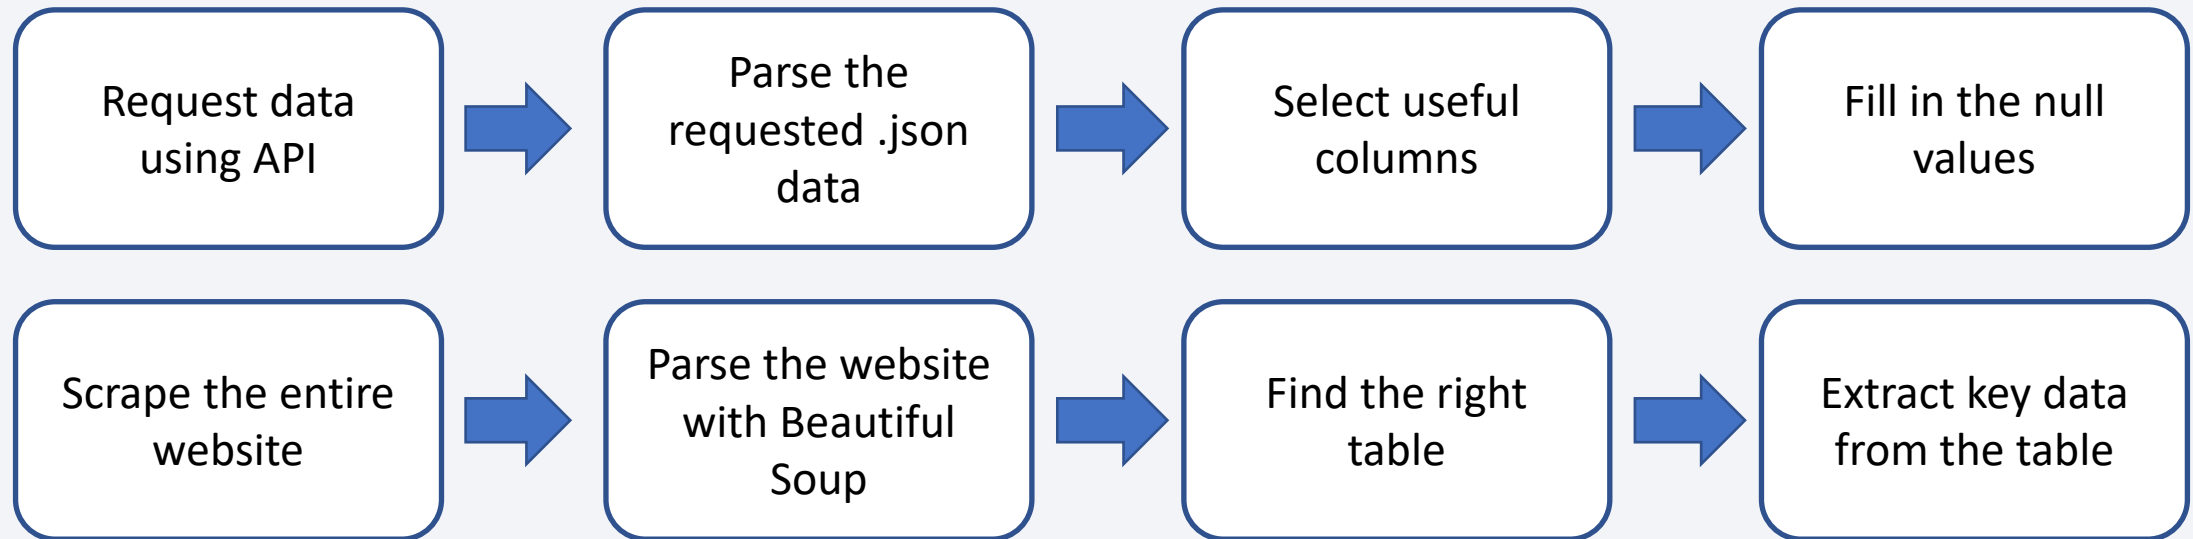 Request data
using API
Parse the
requested .json
data
Select useful
columns
Fill in the null
values
Scrape the entire
website
Parse the website
with Beautiful
Soup
Find the right
table
Extract key data
from the table